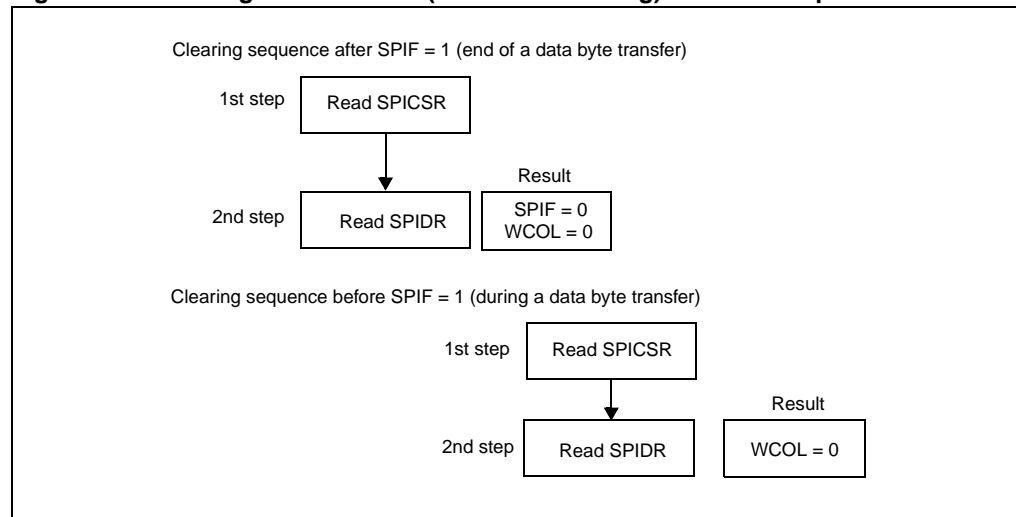 Clearing sequence after SPIF = 1 (end of a data byte transfer)
1st step Read SPICSR
Result
2nd step Read SPIDR SPIF = 0
WCOL = 0
Clearing sequence before SPIF = 1 (during a data byte transfer)
1st step Read SPICSR
Result
2nd step Read SPIDR WCOL = 0